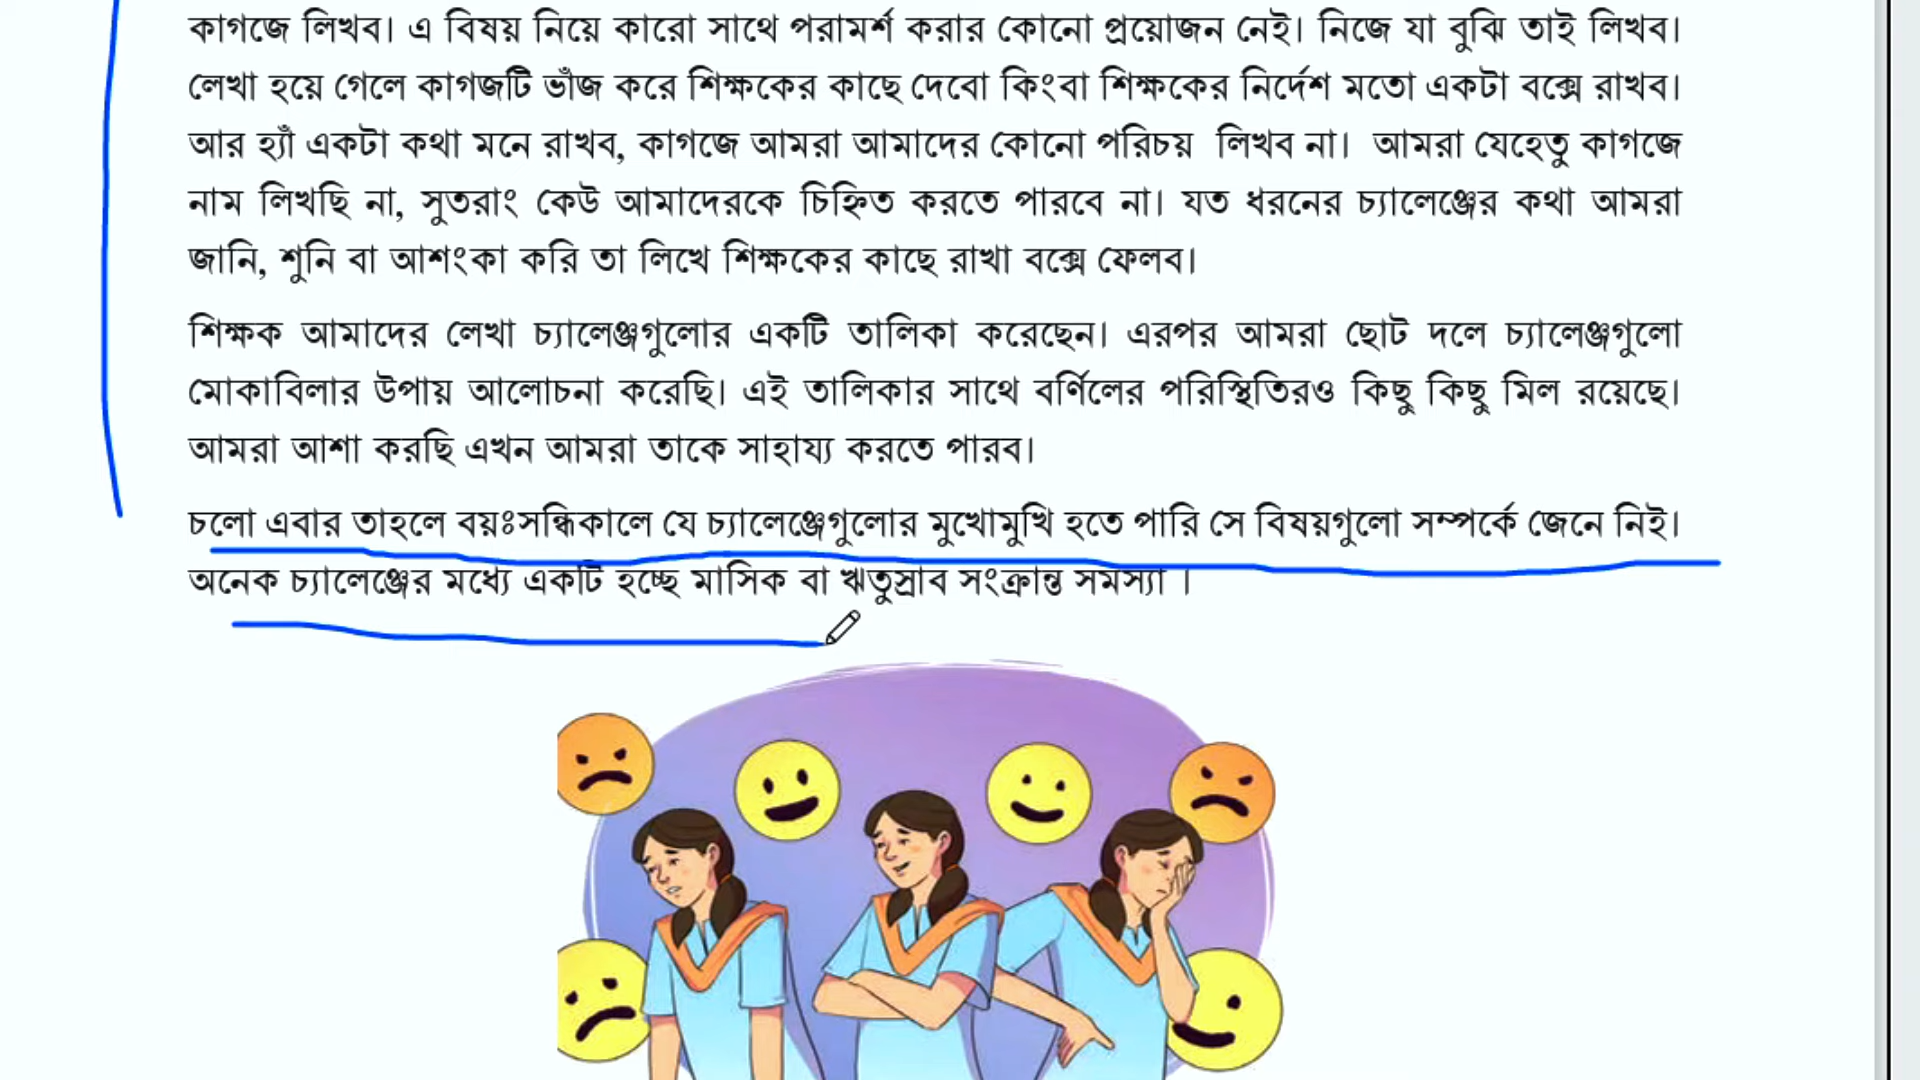 কাগজে লিখব। এ বিষয় নিয়ে কারো সাথে পরামর্শ করার কোনো প্রয়োজন নেই। নিজে যা বুঝি তাই লিখব।
লেখা হয়ে গেলে কাগজটি ভাঁজ করে শিক্ষকের কাছে দেবো কিংবা শিক্ষকের নির্দেশ মতো একটা বক্সে রাখব।
আর হ্যাঁ একটা কথা মনে রাখব, কাগজে আমরা আমাদের কোনো পরিচয় লিখব না। আমরা যেহেতু কাগজে
নাম লিখছি না, সুতরাং কেউ আমাদেরকে চিহ্নিত করতে পারবে না। যত ধরনের চ্যালেঞ্জের কথা আমরা
জানি, শুনি বা আশংকা করি তা লিখে শিক্ষকের কাছে রাখা বক্সে ফেলব।
শিক্ষক আমাদের লেখা চ্যালেঞ্জগুলোর একটি তালিকা করেছেন। এরপর আমরা ছোট দলে চ্যালেঞ্জগুলো
মোকাবিলার উপায় আলোচনা করেছি। এই তালিকার সাথে বর্ণিলের পরিস্থিতিরও কিছু কিছু মিল রয়েছে।
আমরা আশা করছি এখন আমরা তাকে সাহায্য করতে পারব।
চলো এবার তাহলে বয়ঃসন্ধিকালে যে চ্যালেঞ্জেগুলোর মুখোমুখি হতে পারি সে বিষয়গুলো সম্পর্কে জেনে নিই।
অনেক চ্যালেঞ্জের মধ্যে একটি হচ্ছে মাসিক বা ঋতুস্রাব সংক্রান্ত সমস্যা ।